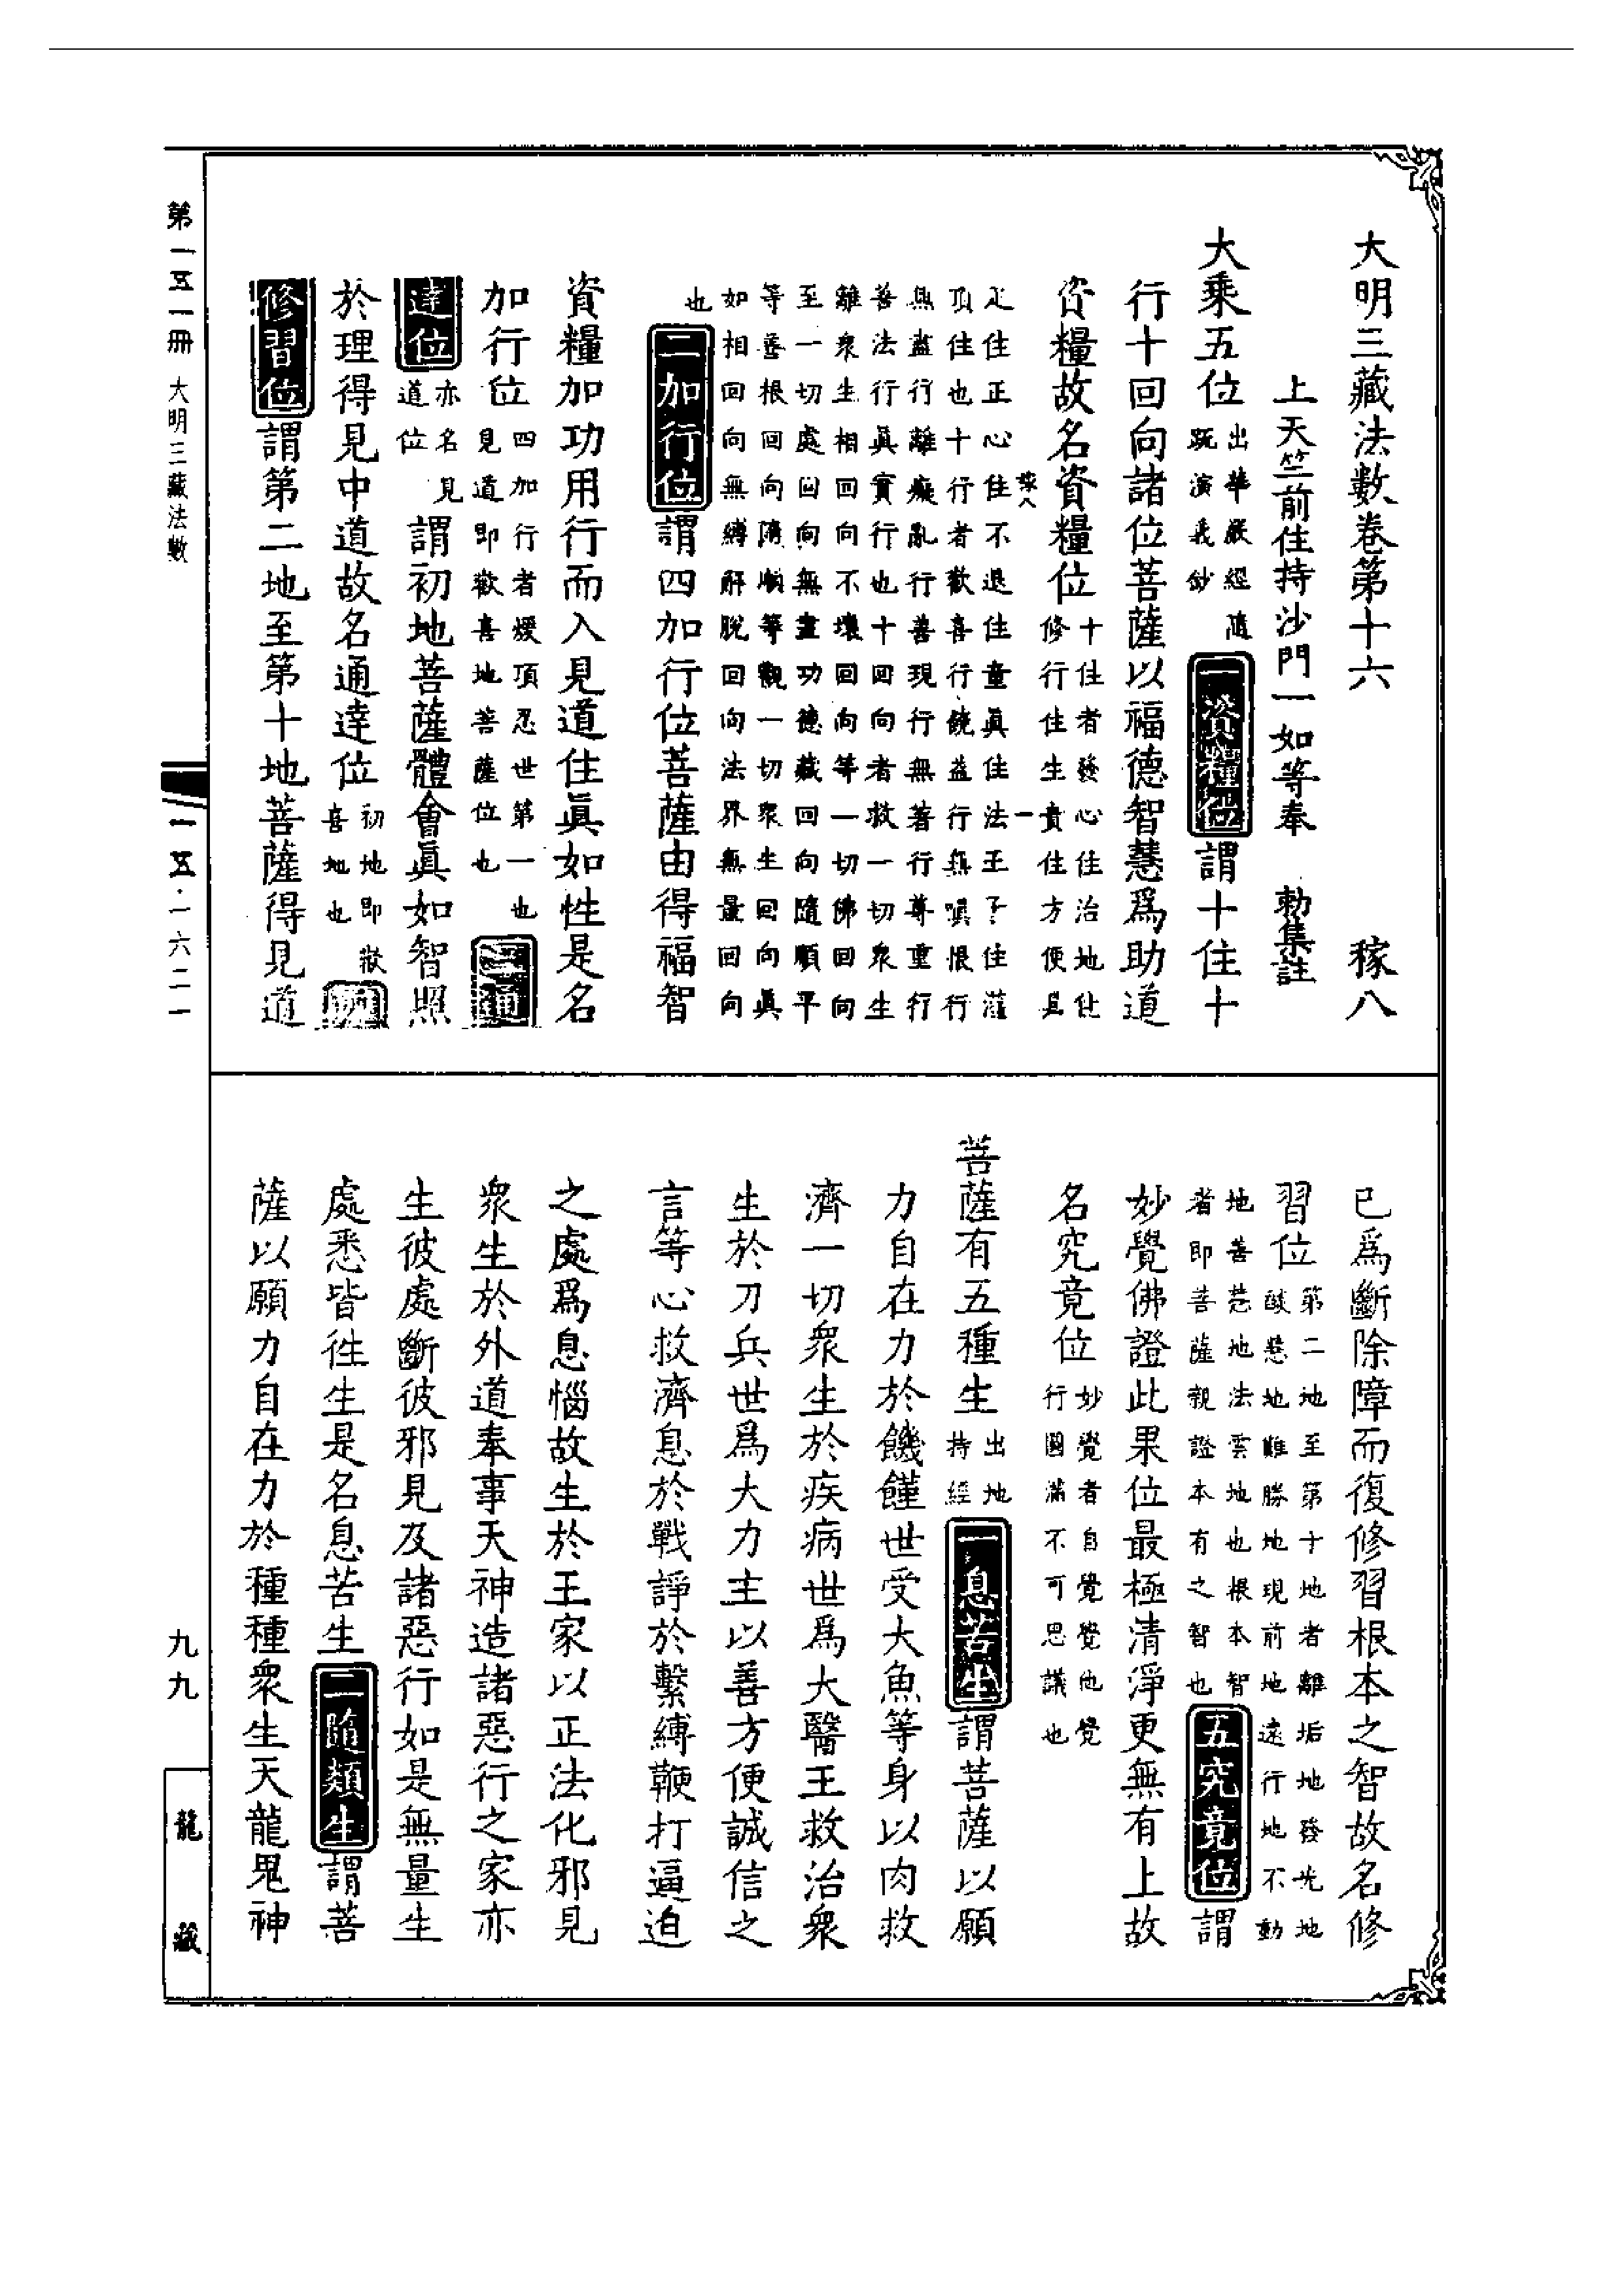 大明三藏法數卷第十六　稼八
上天竺前住持沙門一如等奉　勅集註
大乘五位出華嚴經隨疏演義鈔一資糧位謂十住十
行十回向諸位菩薩以福德智慧爲助道
資糧故名資糧位十住者發心住治地住修行住生貴住方便具
足住正心住不退住童眞住法王子住灌
頂住也十行者歡喜行饒益行無嗔恨行
無盡行離癡亂行善現行無著行尊重行
善法行眞實行也十回向者救一切衆生
離衆生相回向不壞回向等一切佛回向
至一切處回向無盡功德藏回向隨順平
等善根回向隨順等觀一切衆生回向眞
如相回向無縛解脫回向法界無量回向
也二加行位謂四加行位菩薩由得福智
資糧加功用行而入見道住眞如性是名
加行位四加行者煖頂忍世第一也見道即歡喜地菩薩位也三通
達位亦名見道位謂初地菩薩體會眞如智照
於理得見中道故名通達位初地即歡喜地也四
修習位謂第二地至第十地菩薩得見道
稼八　一
已爲斷除障而復修習根本之智故名修
習位第二地至第十地者離垢地發光地燄慧地難勝地現前地遠行地不動
地善慧地法雲地也根本智者即菩薩親證本有之智也五究竟位謂
妙覺佛證此果位最極清淨更無有上故
名究竟位妙覺者自覺覺他覺行圓滿不可思議也
菩薩有五種生出地持經一息苦生謂菩薩以願
力自在力於饑饉世受大魚等身以肉救
濟一切衆生於疾病世爲大醫王救治衆
生於刀兵世爲大力主以善方便誠信之
言等心救濟息於戰諍於繫縛鞭打逼迫
之處爲息惱故生於王家以正法化邪見
衆生於外道奉事天神造諸惡行之家亦
生彼處斷彼邪見及諸惡行如是無量生
處悉皆徃生是名息苦生二隨類生謂菩
薩以願力自在力於種種衆生天龍鬼神
第一五一冊　大明三藏法數
一五·一六二一
九九
龍藏